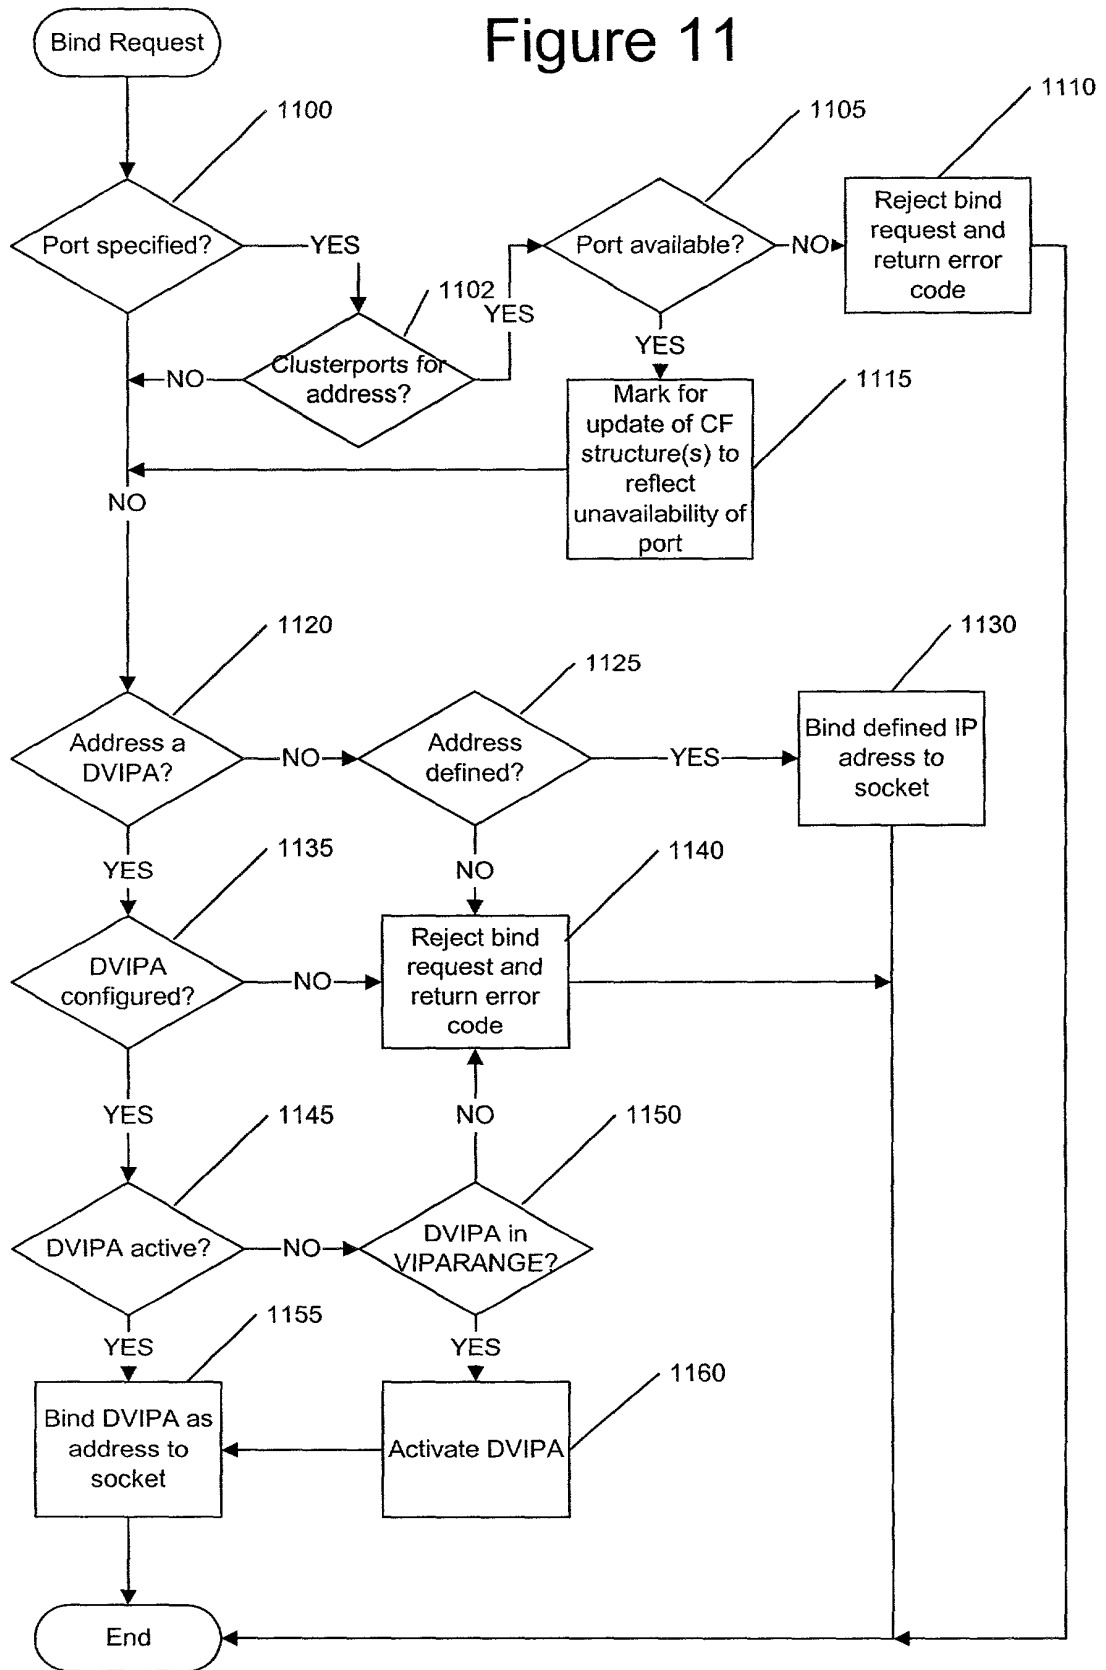 Figure 11
Bind Request
1100
1105
1110
Port specified?
YES
1102
Clusterports for
address?
NO
YES
Port available?
NO
Reject bind
request and
return error
code
YES
1115
Mark for
update of CF
structure(s) to
reflect
unavailability of
port
NO
1120
1125
1130
Address a
DVIPA?
NO
Address
defined?
YES
Bind defined IP
adress to
socket
YES
NO
1135
1140
DVIPA
configured?
NO
Reject bind
request and
return error
code
YES
NO
1145
1150
DVIPA active?
NO
DVIPA in
VIPARANGE?
YES
YES
1155
1160
Bind DVIPA as
address to
socket
Activate DVIPA
End